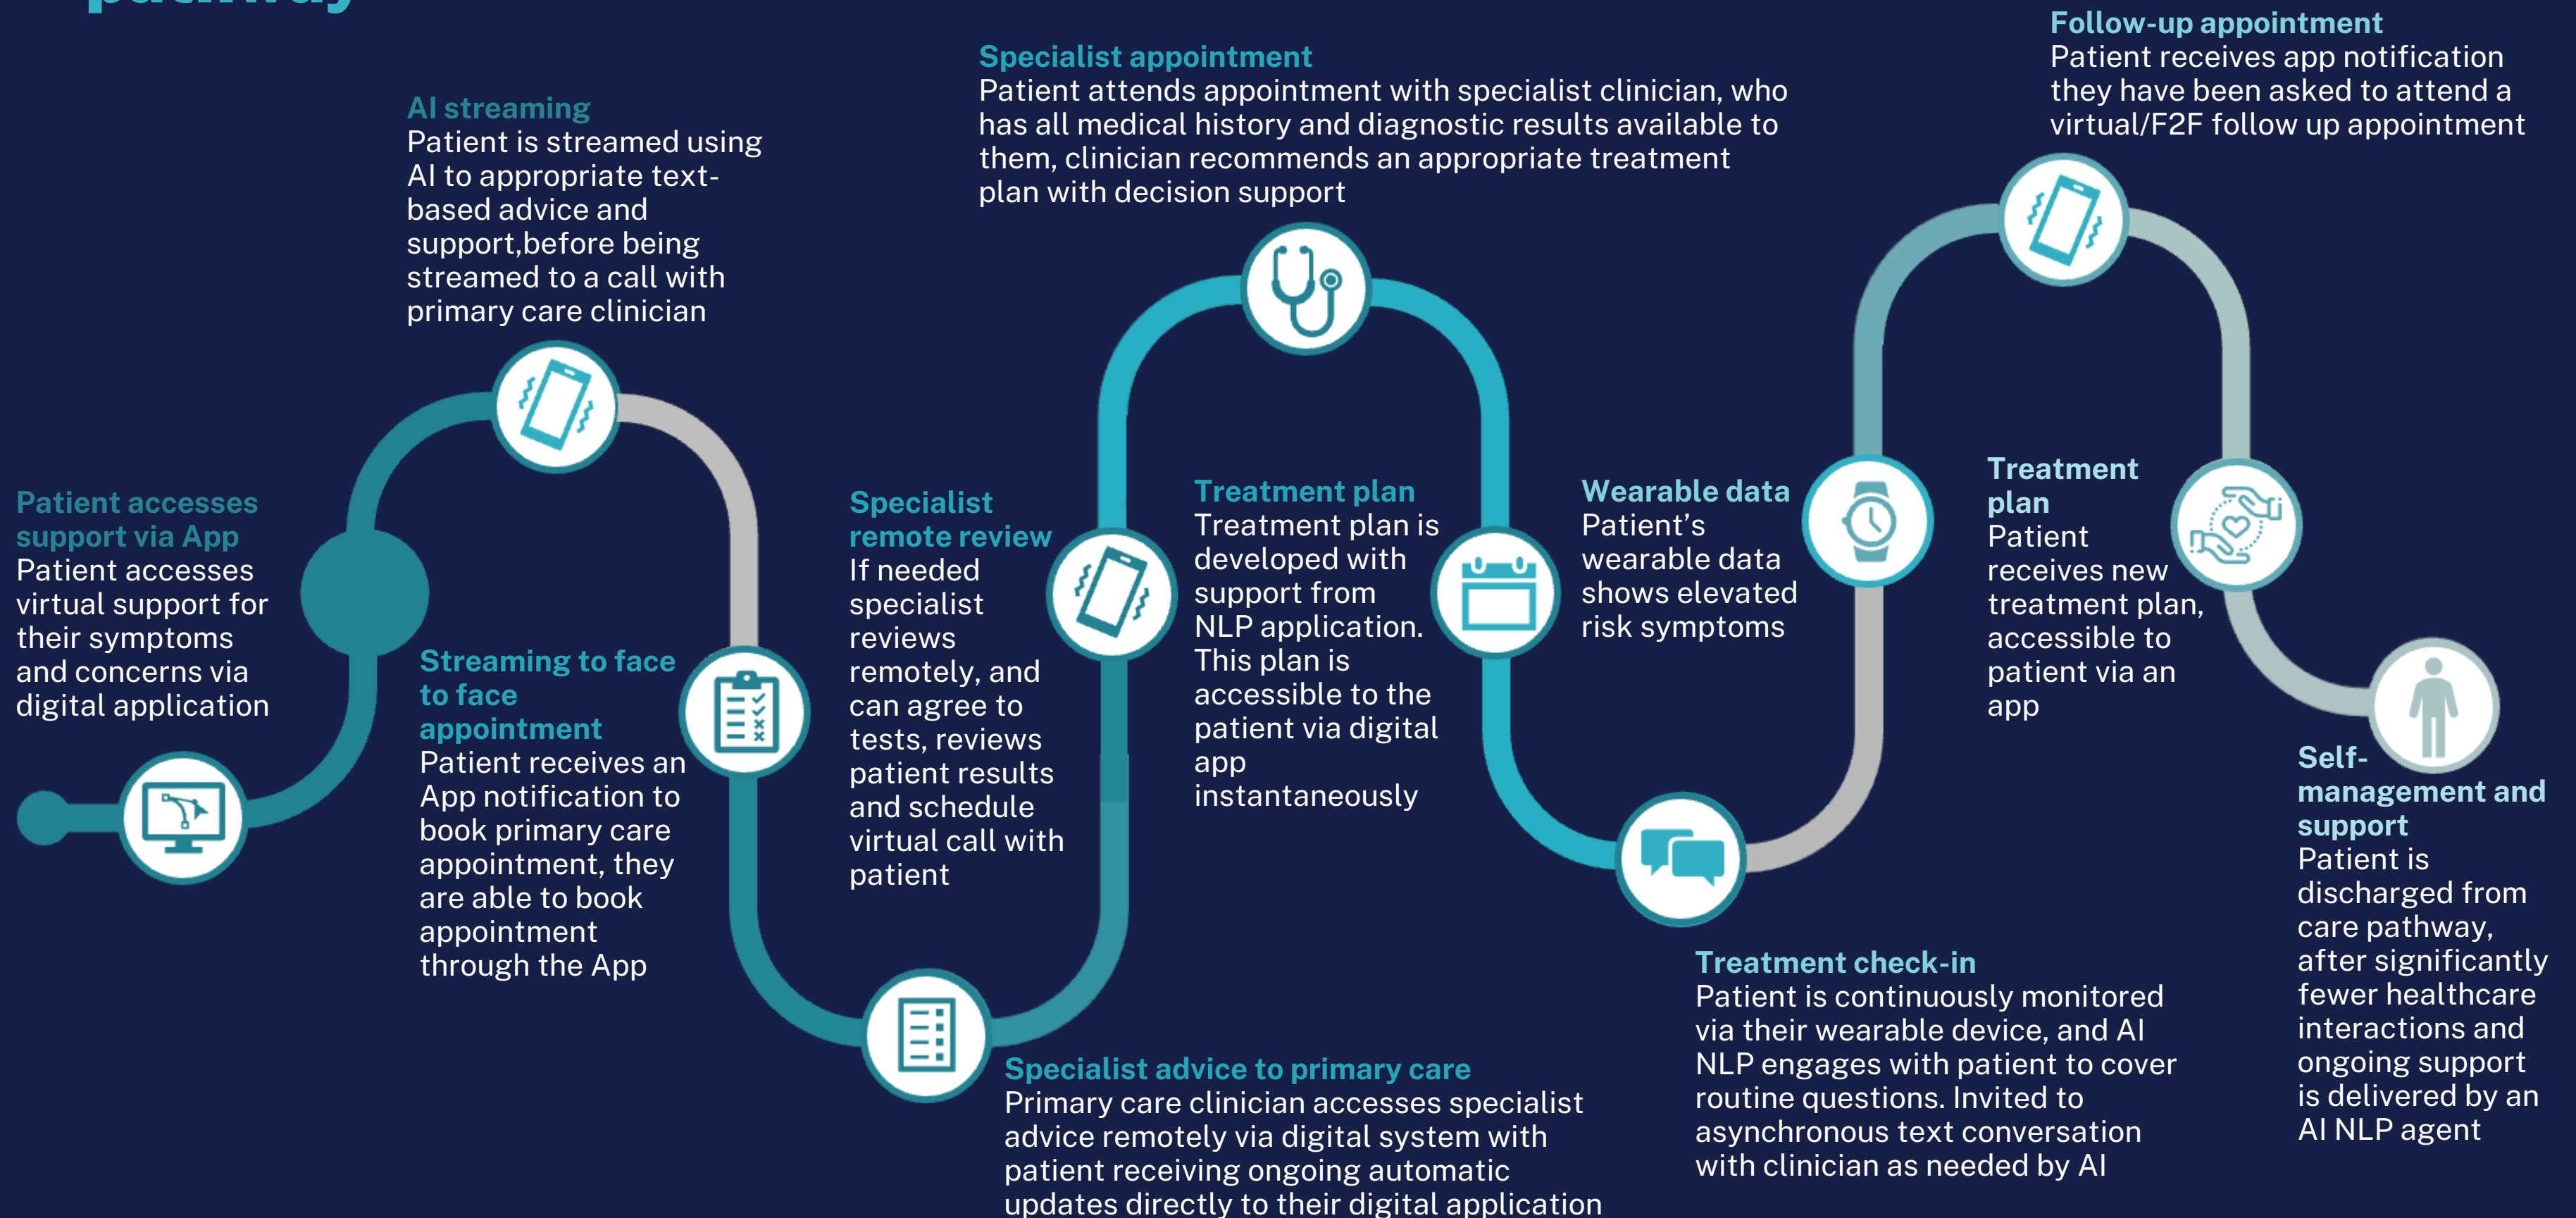 pathway
Patient accesses
support via App
Patient accesses
virtual support for
their symptoms
and concerns via
digital application
AI streaming
Patient is streamed using
AI to appropriate text-
based advice and
support,before being
streamed to a call with
primary care clinician
Streaming to face
to face
appointment
Patient receives an
App notification to
book primary care
appointment, they
are able to book
appointment
through the App
Specialist advice to primary care
Primary care clinician accesses specialist
advice remotely via digital system with
patient receiving ongoing automatic
updates directly to their digital application
Specialist
remote review
If needed
specialist
reviews
remotely, and
can agree to
tests, reviews
patient results
and schedule
virtual call with
patient
Specialist appointment
Patient attends appointment with specialist clinician, who
has all medical history and diagnostic results available to
them, clinician recommends an appropriate treatment
plan with decision support
Treatment plan
Treatment plan is
developed with
support from
NLP application.
This plan is
accessible to the
patient via digital
app
instantaneously
Treatment check-in
Patient is continuously monitored
via their wearable device, and AI
NLP engages with patient to cover
routine questions. Invited to
asynchronous text conversation
with clinician as needed by AI
Wearable data
Patient’s
wearable data
shows elevated
risk symptoms
Follow-up appointment
Patient receives app notification
they have been asked to attend a
virtual/F2F follow up appointment
Treatment
plan
Patient
receives new
treatment plan,
accessible to
patient via an
app
Self-
management and
support
Patient is
discharged from
care pathway,
after significantly
fewer healthcare
interactions and
ongoing support
is delivered by an
AI NLP agent